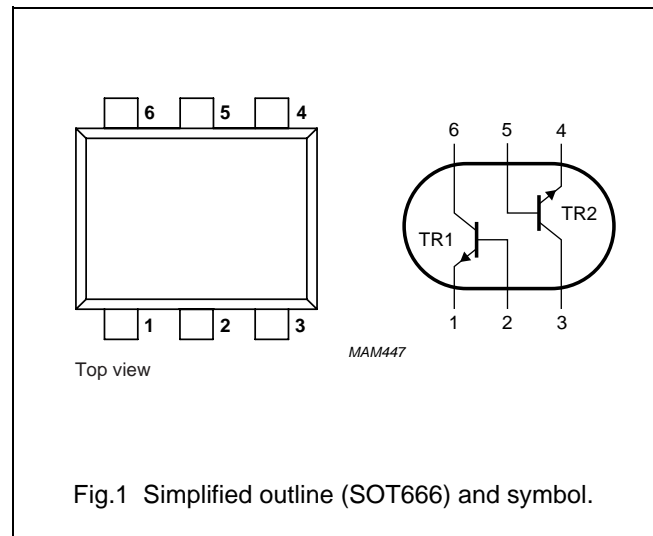 6 5 4
1 2 3
Top view
6 5 4
TR1 TR2
1 2 3
MAM447
Fig.1 Simplified outline (SOT666) and symbol.